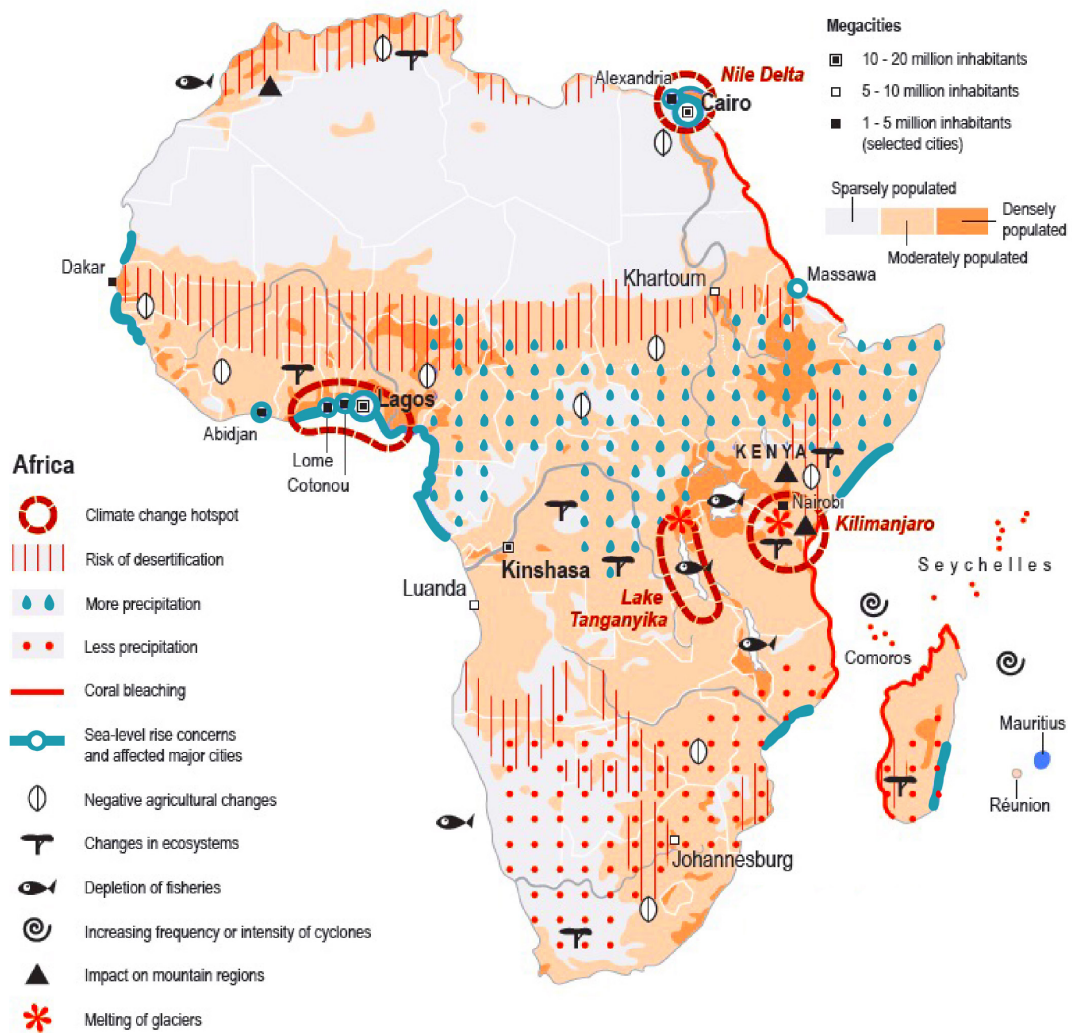 Megacities
10 - 20 million inhabitants
5 - 10 million inhabitants
1 - 5 million inhabitants
(selected cities)
Sparsely populated
Densely
populated
Moderately populated
Alexandria
Nile Delta
Cairo
Dakar
Khartoum
Massawa
Lagos
Abidjan
Lome
Cotonou
KENYA
Nairobi
Kilimanjaro
Kinshasa
Luanda
Lake
Tanganyika
Seychelles
Comoros
Mauritius
Réunion
Johannesburg
Africa
Climate change hotspot
Risk of desertification
More precipitation
Less precipitation
Coral bleaching
Sea-level rise concerns
and affected major cities
Negative agricultural changes
Changes in ecosystems
Depletion of fisheries
Increasing frequency or intensity of cyclones
Impact on mountain regions
Melting of glaciers